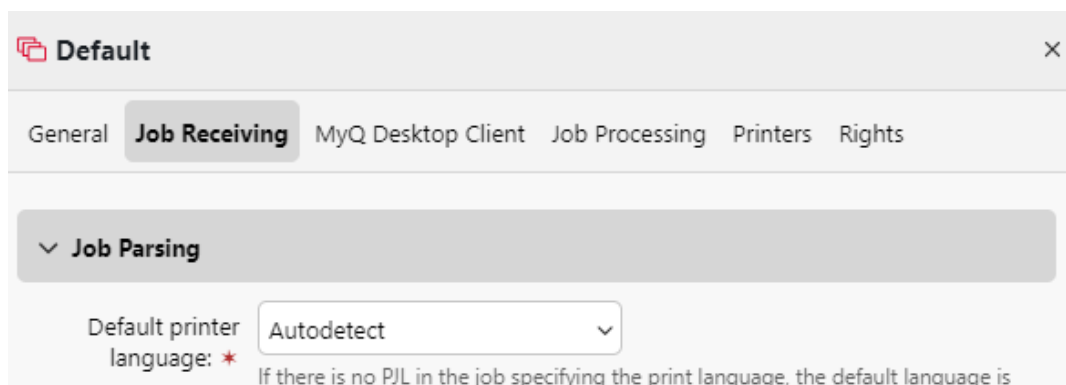 Default
General Job Receiving MyQ Desktop Client Job Processing Printers Rights
Job Parsing
Default printer Autodetect
language: *
If there is no PJL in the job specifying the print language, the default language is